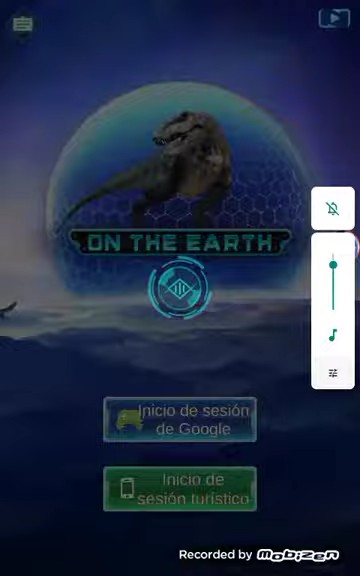 ON THE EARTH
Inicio de sesión
de Google
Inicio de
sesión turístico
Recorded by Mobizen